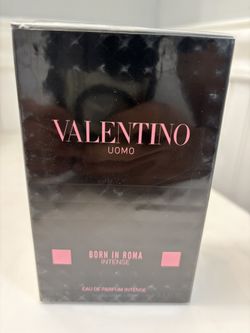 VALENTINO
UOMO
BORN IN ROMA
INTENSE
EAU DE PARFUM INTENSE